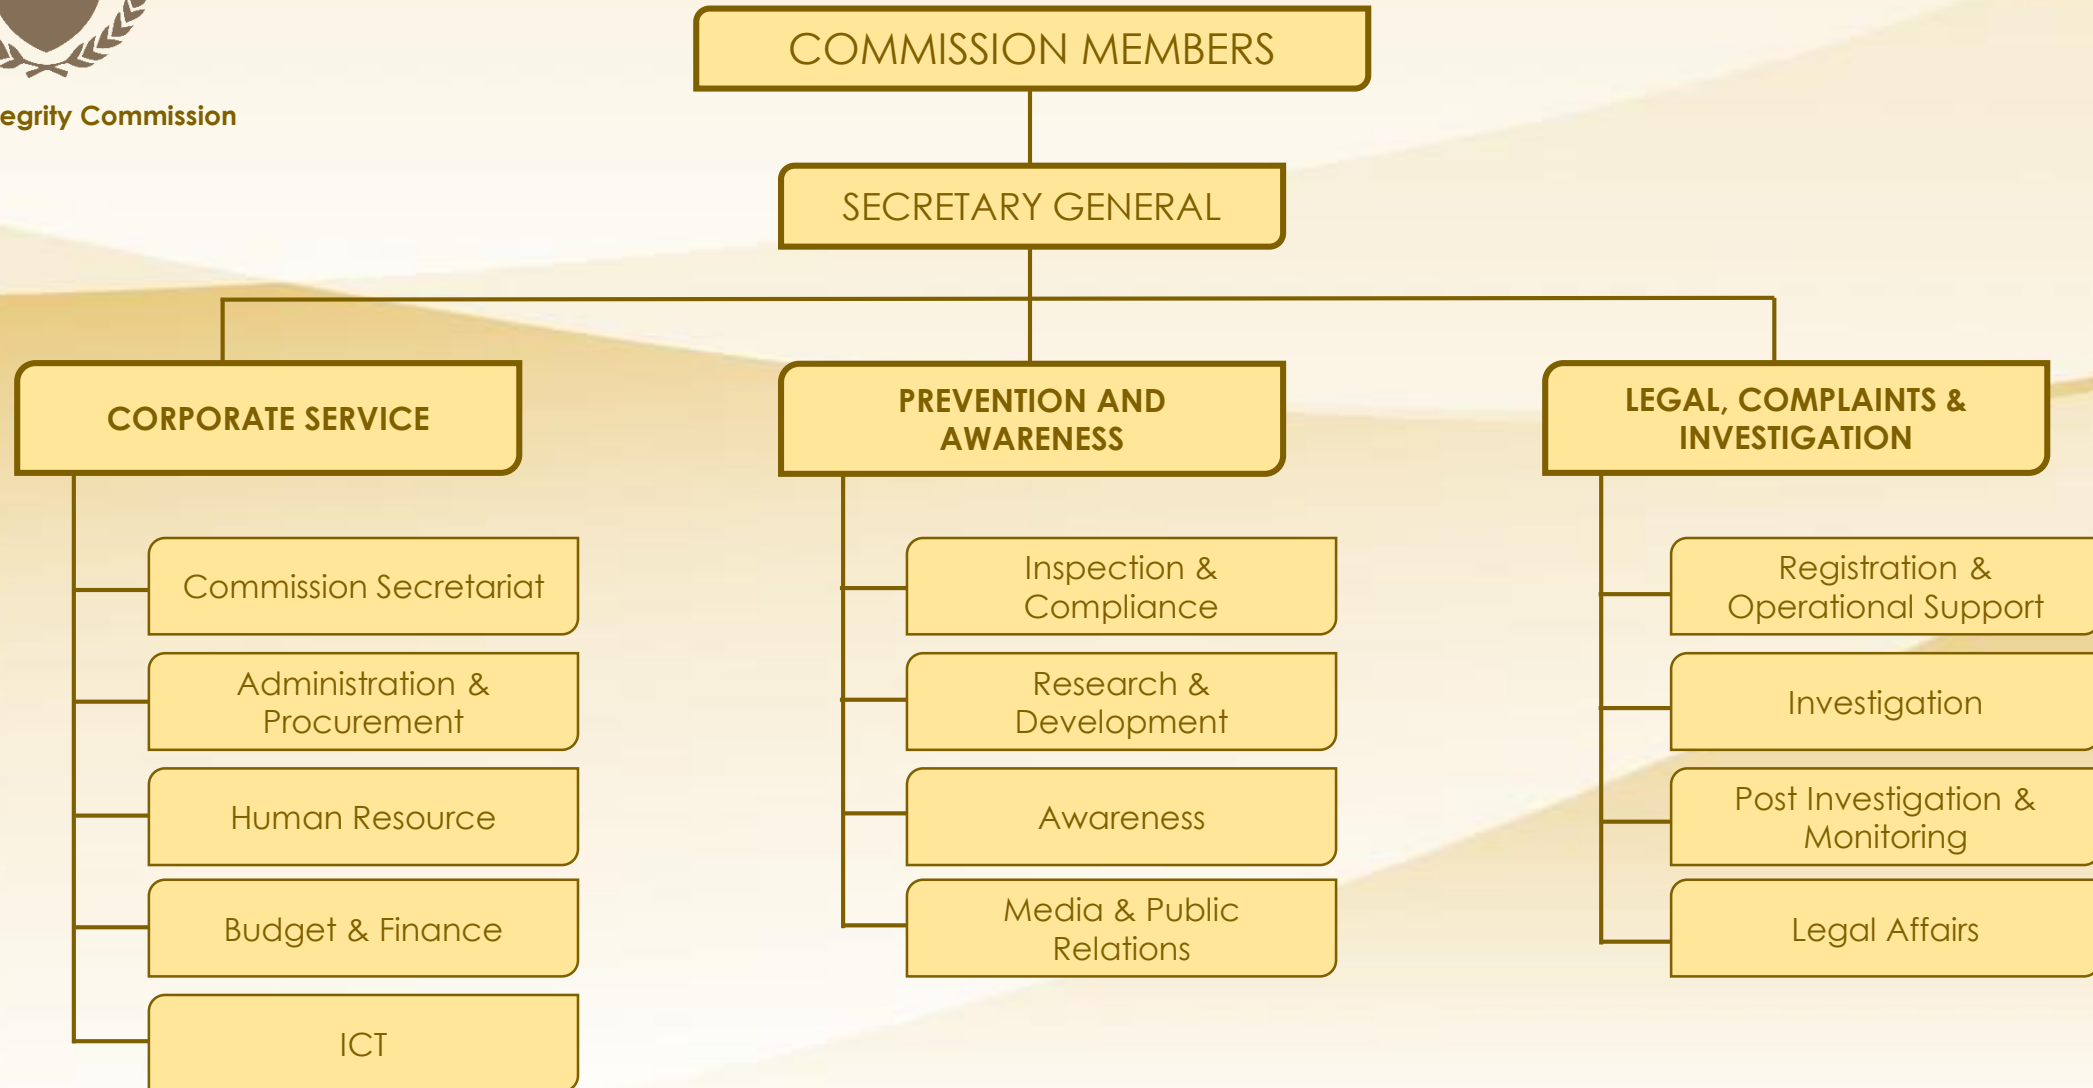 COMMISSION MEMBERS
egrity Commission
SECRETARY GENERAL
CORPORATE SERVICE
Commission Secretariat
Administration &
Procurement
Human Resource
Budget & Finance
ICT
PREVENTION AND
AWARENESS
Inspection &
Compliance
Research &
Development
Awareness
Media & Public
Relations
LEGAL, COMPLAINTS &
INVESTIGATION
Registration &
Operational Support
Investigation
Post Investigation &
Monitoring
Legal Affairs